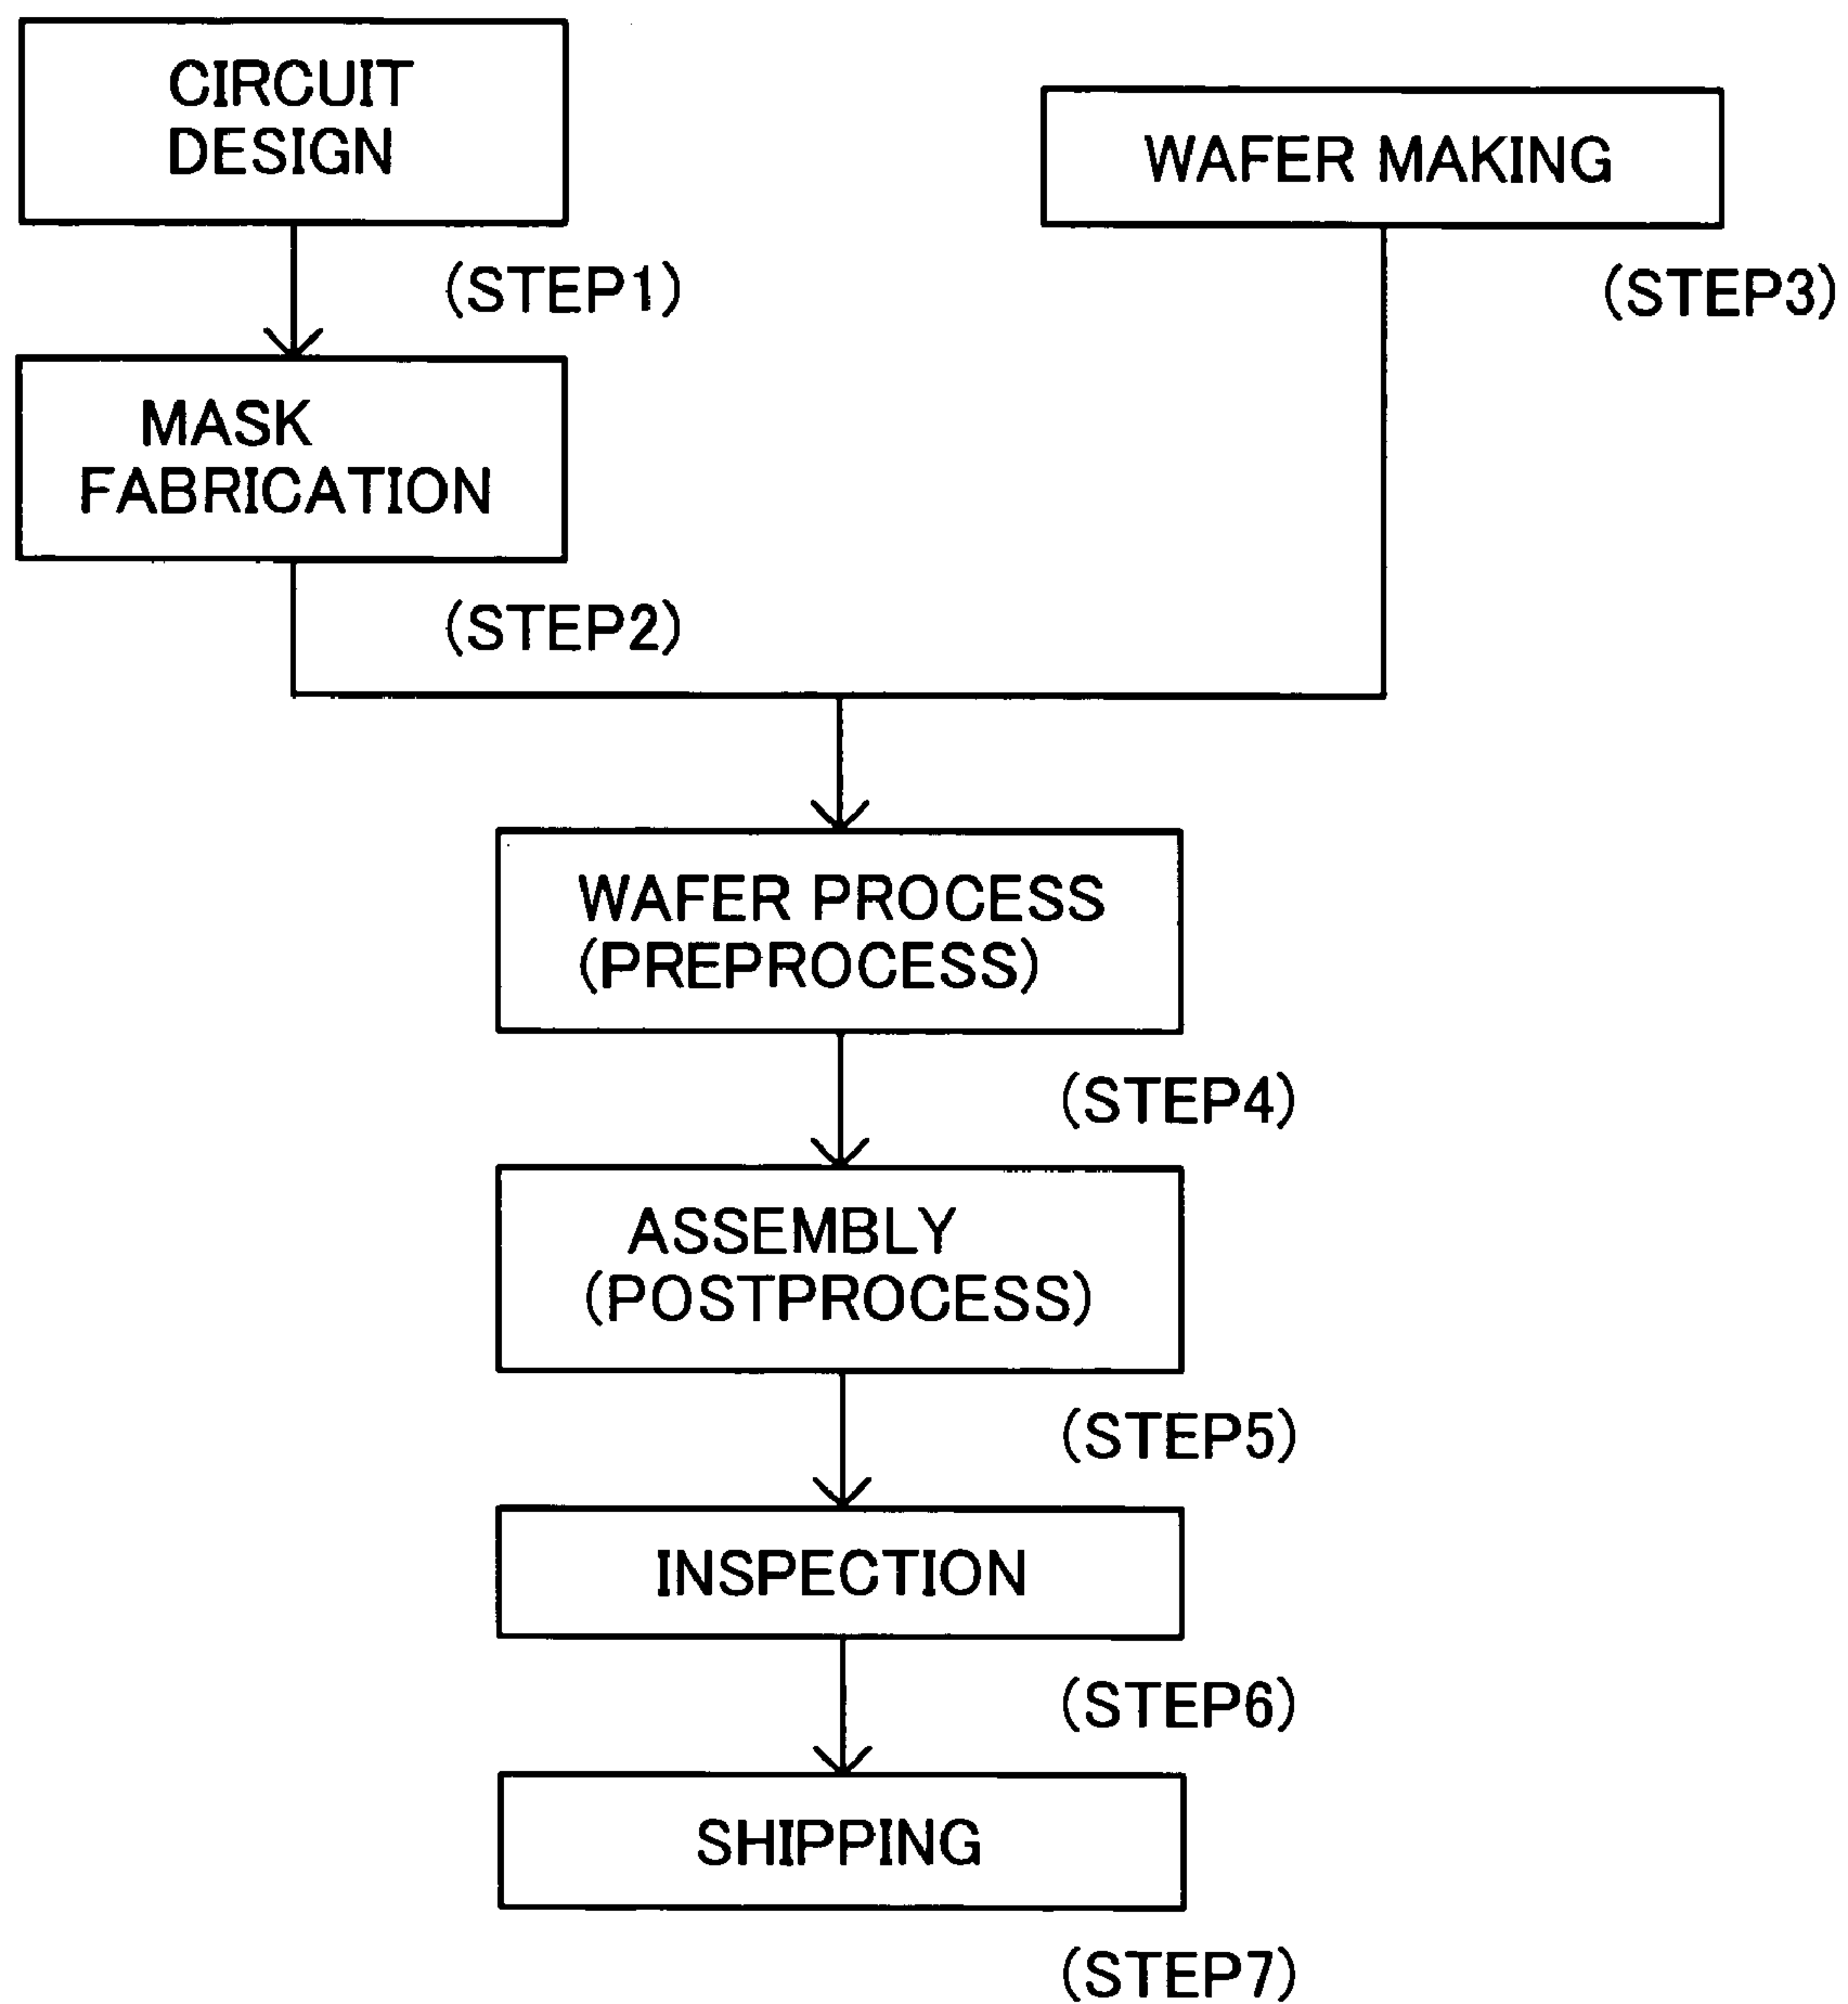 CIRCUIT
DESIGN
(STEP1)
MASK
FABRICATION
(STEP2)
WAFER MAKING
(STEP3)
WAFER PROCESS
(PREPROCESS)
(STEP4)
ASSEMBLY
(POSTPROCESS)
(STEP5)
INSPECTION
(STEP6)
SHIPPING
(STEP7)